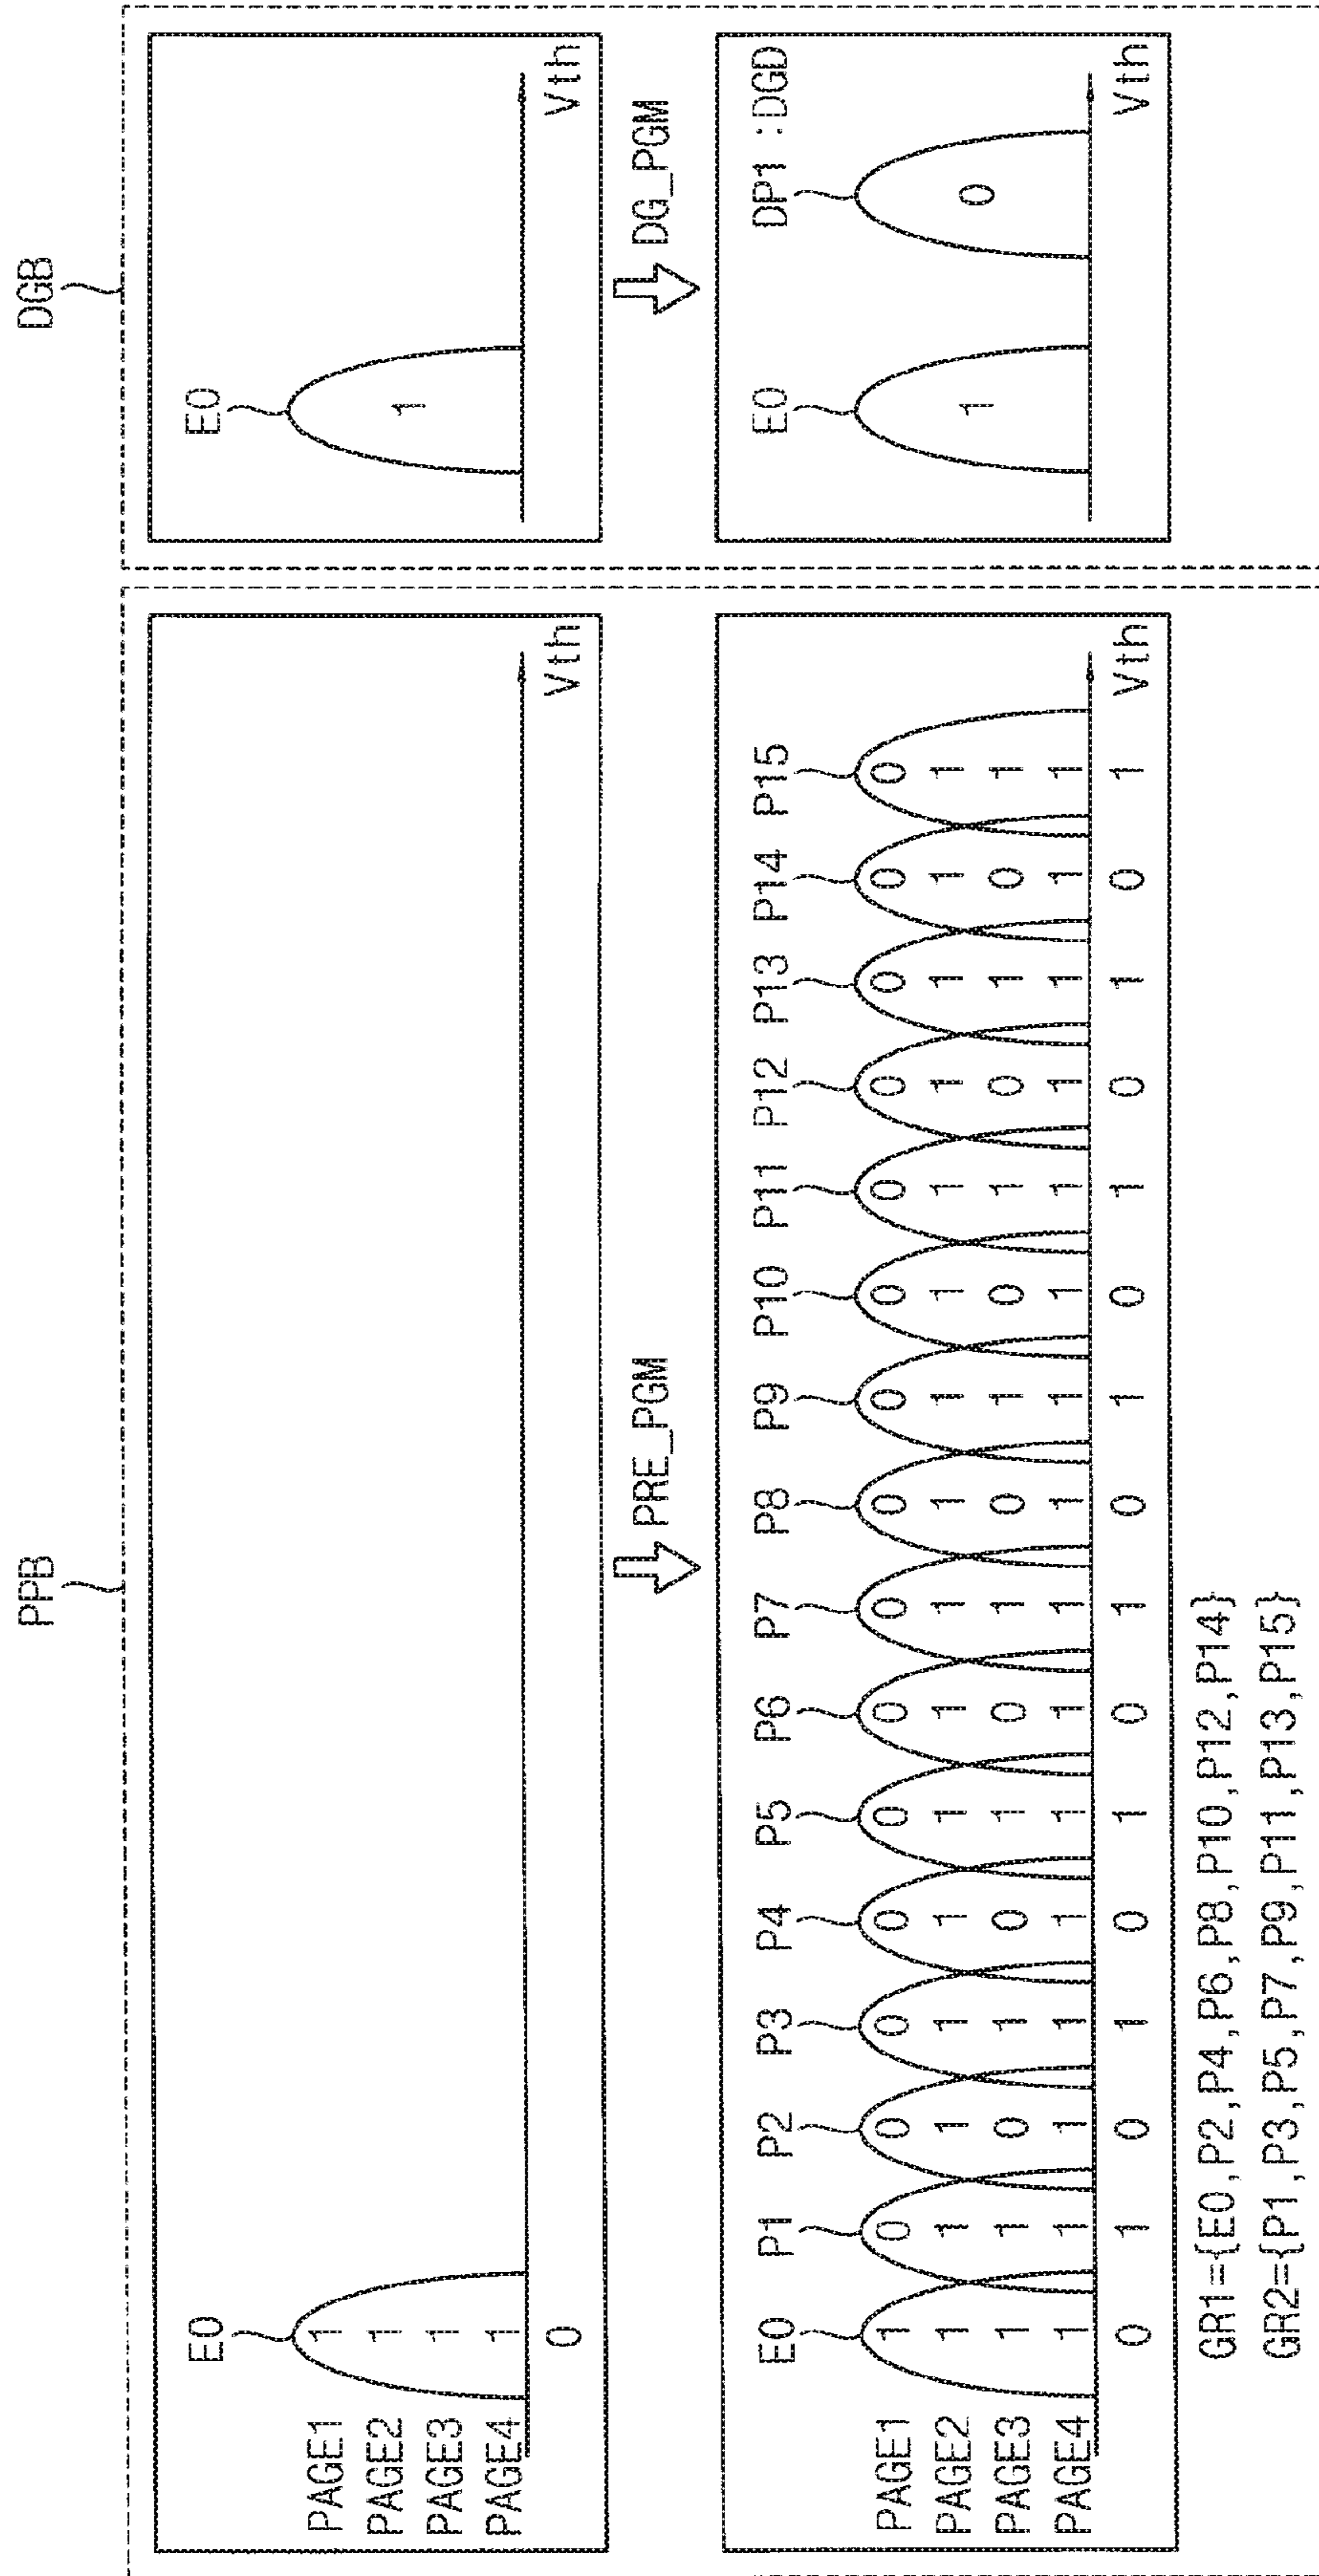 PPB
DGB
E0
PAGE1 1
PAGE2 1
PAGE3 1
PAGE4 1
0
Vth
E0
1
Vth
PRE_PGM
DG_PGM
E0 P1 P2 P3 P4 P5 P6 P7 P8 P9 P10 P11 P12 P13 P14 P15
PAGE1 1 0 0 0 0 0 0 0 0 0 0 0 0 0 0 0
PAGE2 1 1 1 1 1 1 1 1 1 1 1 1 1 1 1 1
PAGE3 1 1 0 1 0 1 0 1 0 1 0 1 0 1 0 1
PAGE4 1 1 1 1 1 1 1 1 1 1 1 1 1 1 1 1
0 1 0 1 0 1 0 1 0 1 0 1 0 1 0 1
Vth
E0 DP1 :DGD
1 0
Vth
GR1={E0,P2,P4,P6,P8,P10,P12,P14}
GR2={P1,P3,P5,P7,P9,P11,P13,P15}